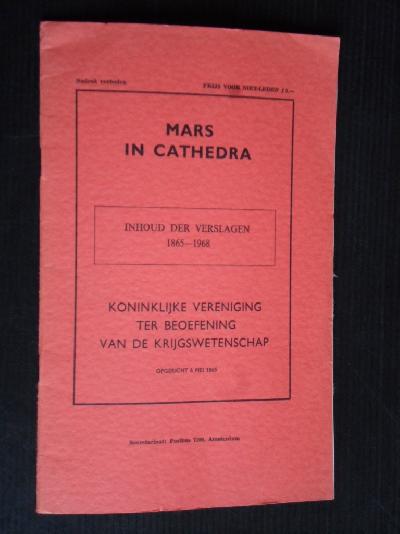 Nadruk verboden
PRIJS VOOR NIET-LEDEN f 5.—
MARS
IN CATHEDRA
INHOUD DER VERSLAGEN
1865—1968
KONINKLIJKE VERENIGING
TER BEOEFENING
VAN DE KRIJGSWETENSCHAP
OPGERICHT 6 MEI 1865
Secretariaat: Postbus 7200, Amsterdam